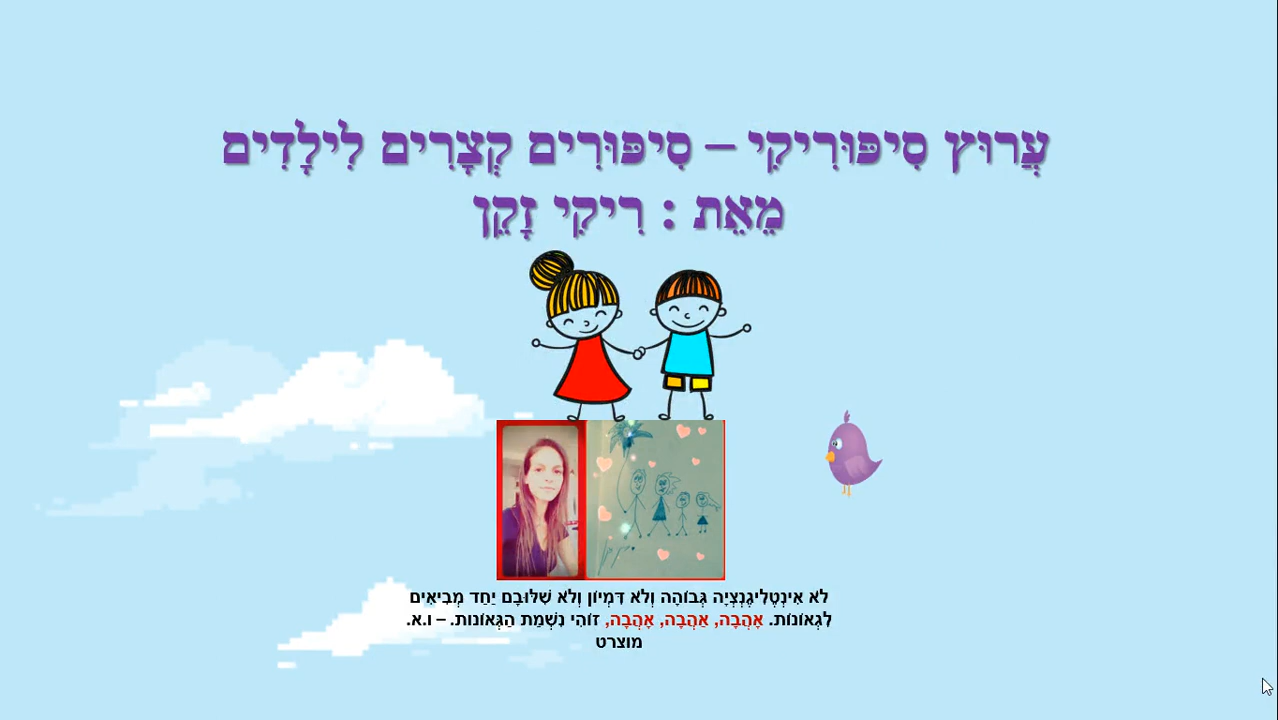 עֲרוּץ סִיפּוּרִיקִי – סִיפּוּרִים קְצָרִים לִילָדִים
מֵאֵת : רִיקִי זָקֵן
לֹא אִינְטֶלִיגֶנְצְיָה גְּבוֹהָה וְלֹא דִּמְיוֹן וְלֹא שִׁלּוּבָם יַחַד מְבִיאִים
לִגְאוֹנוּת. אָהֲבָה, אַהֲבָה, אָהֲבָה, זוֹהִי נִשְׁמַת הַגְּאוֹנוּת. – ו.א.
מוצרט